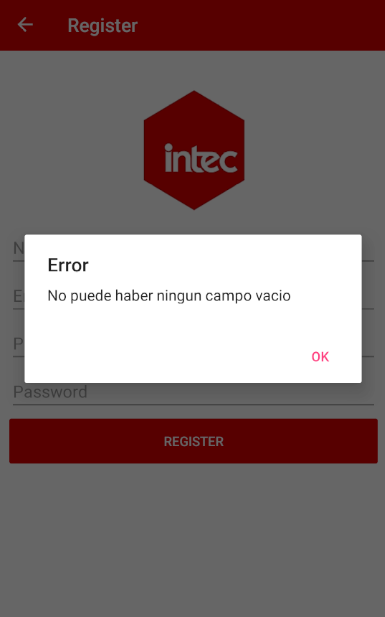 Register
intec
Error
No puede haber ningun campo vacio
OK
Password
REGISTER